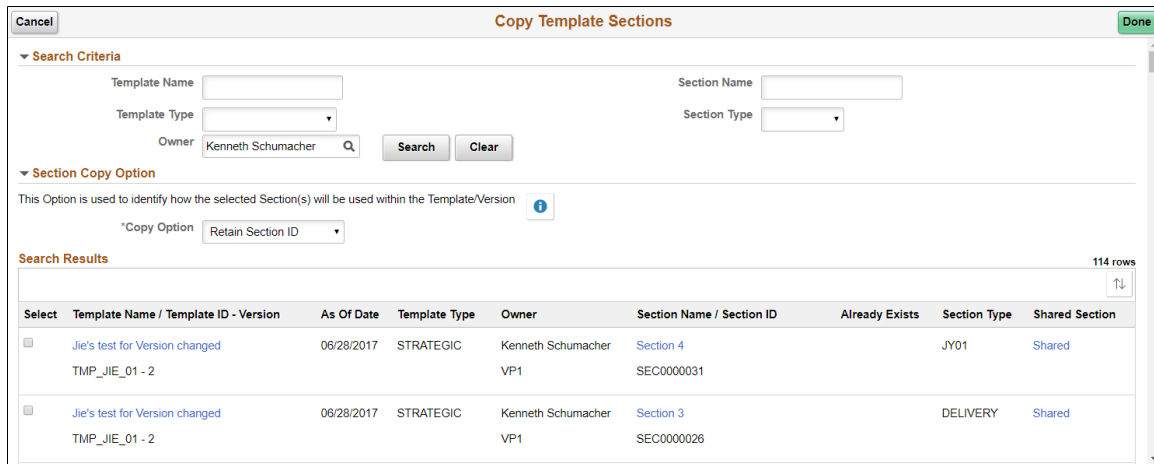 Cancel Copy Template Sections Done
Search Criteria
Template Name Section Name
Template Type Section Type
Owner Kenneth Schumacher Search Clear
Section Copy Option
This Option is used to identify how the selected Section(s) will be used within the Template/Version
*Copy Option Retain Section ID
Search Results 114 rows
Select Template Name / Template ID - Version As Of Date Template Type Owner Section Name / Section ID Already Exists Section Type Shared Section
Jie's test for Version changed 06/28/2017 STRATEGIC Kenneth Schumacher Section 4 JY01 Shared
TMP_JIE_01 - 2 VP1 SEC0000031
Jie's test for Version changed 06/28/2017 STRATEGIC Kenneth Schumacher Section 3 DELIVERY Shared
TMP_JIE_01 - 2 VP1 SEC0000026